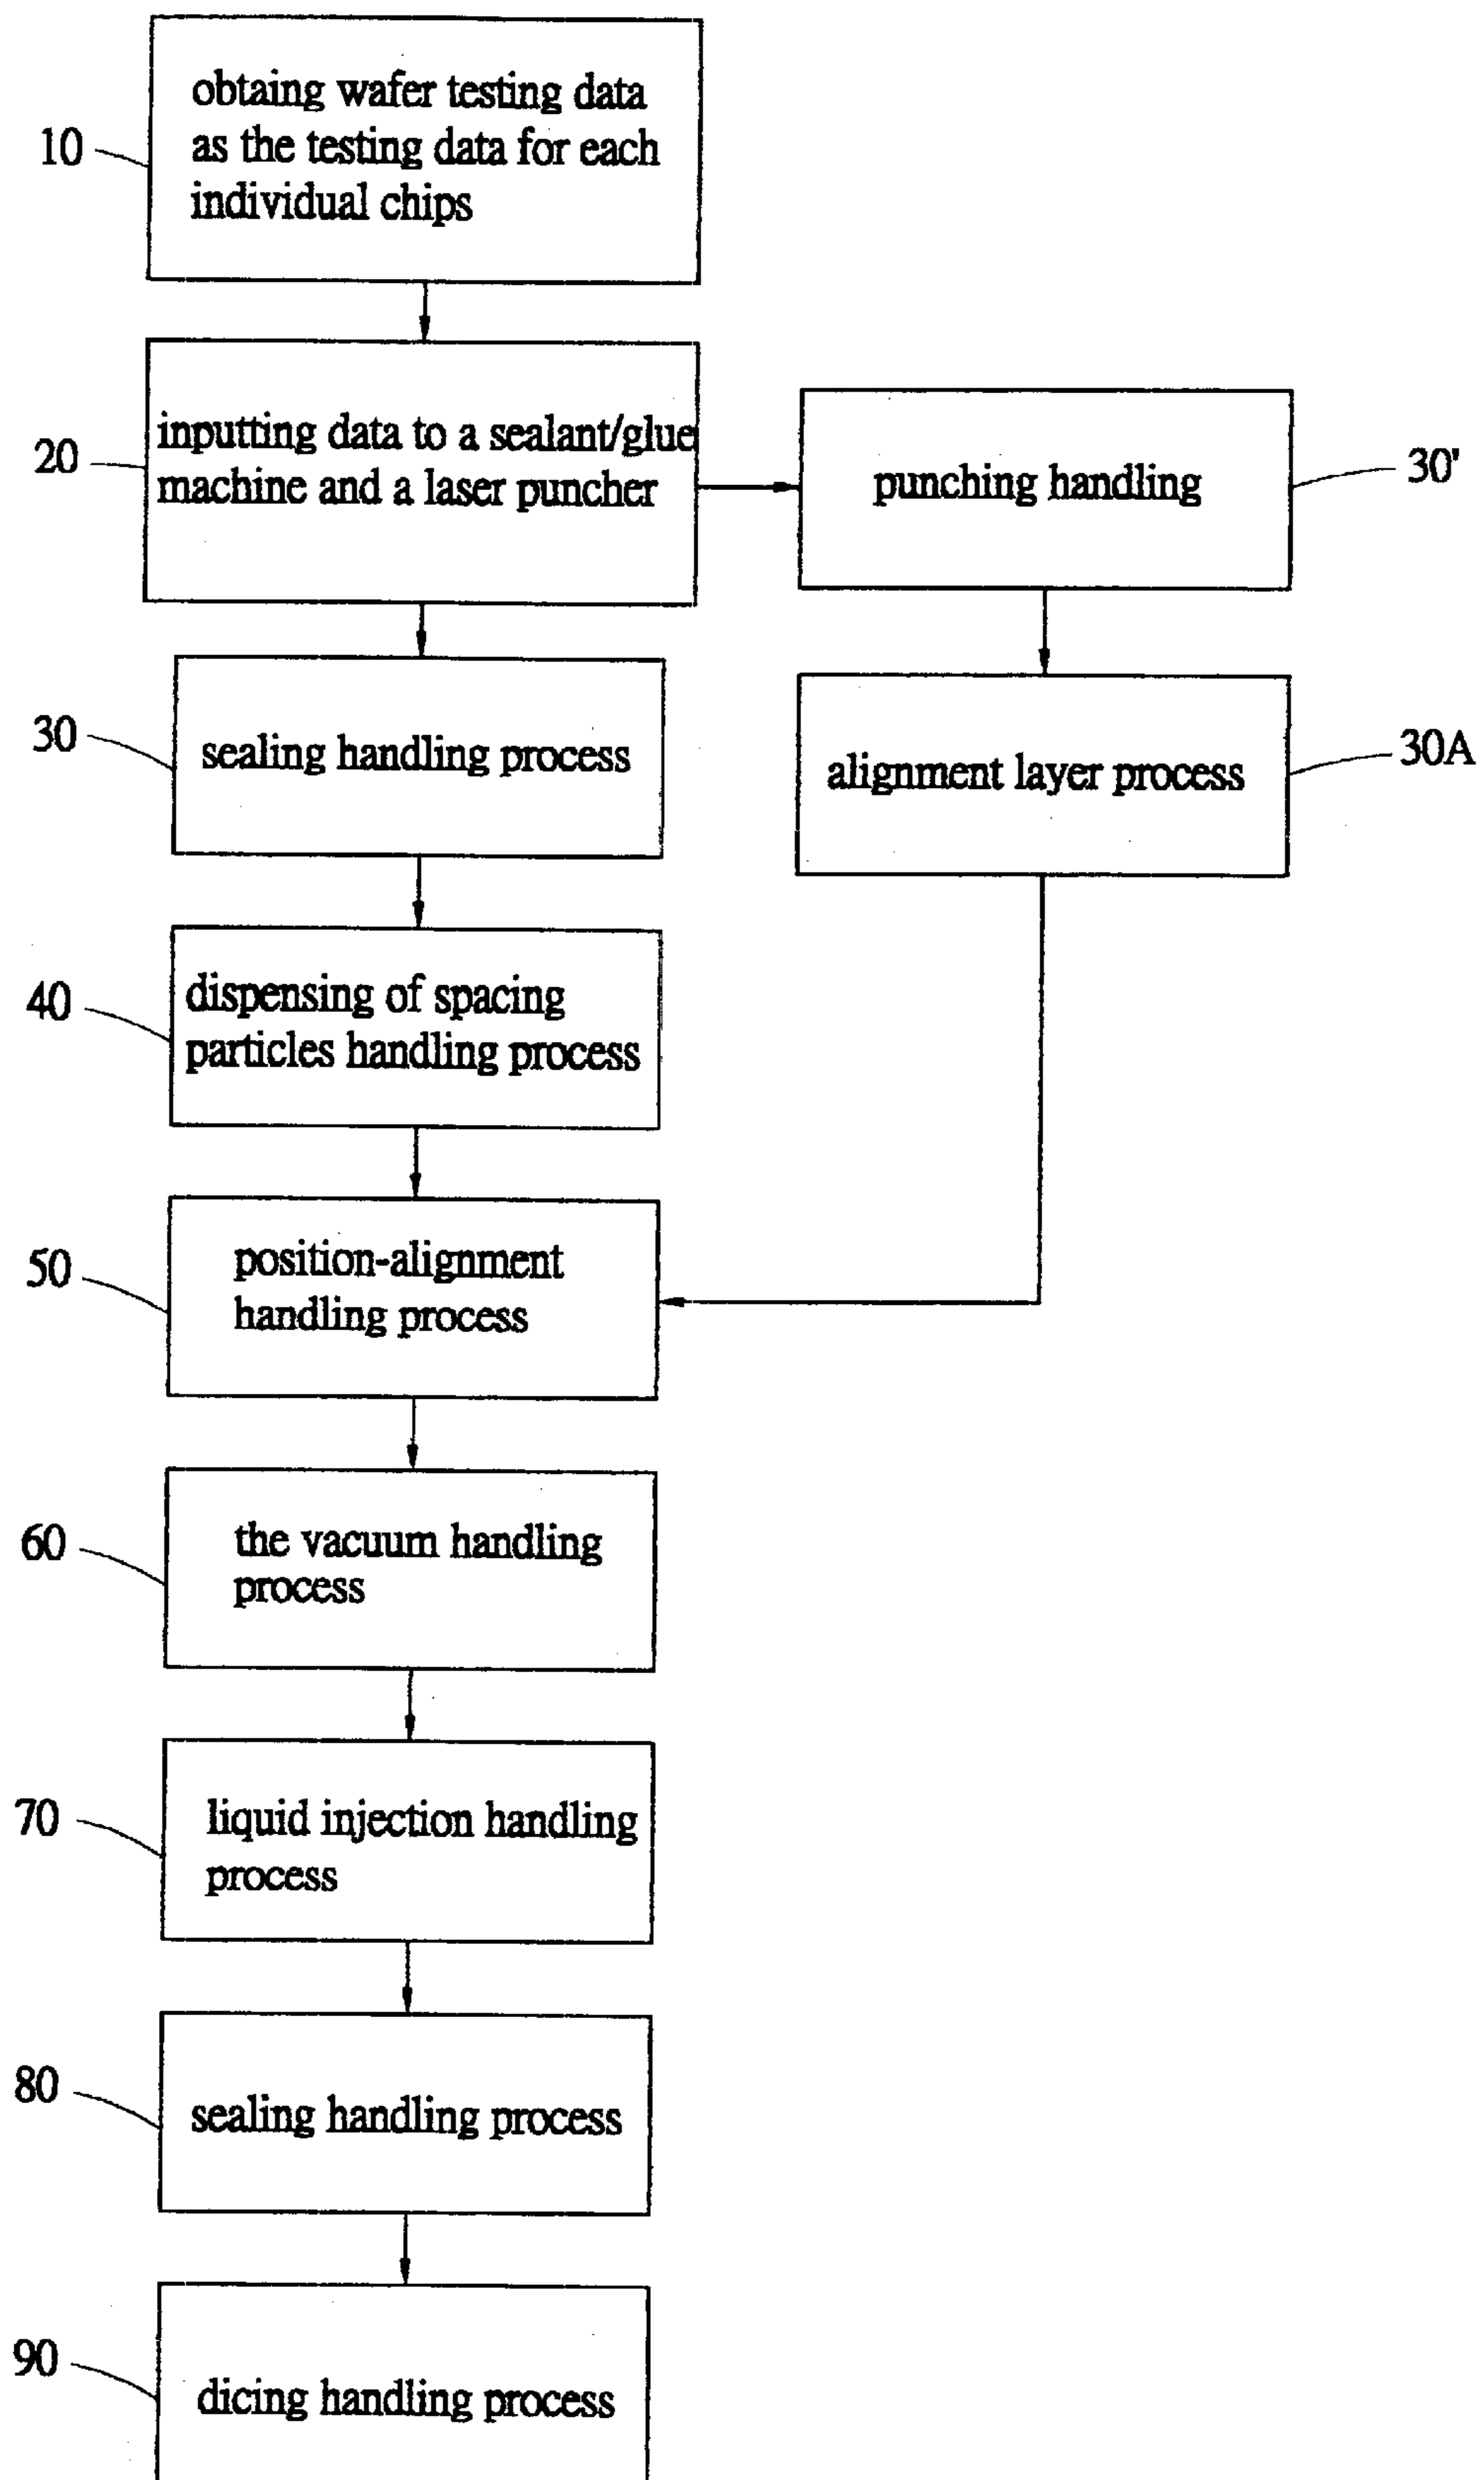 10
obtaing wafer testing data
as the testing data for each
individual chips
20
inputting data to a sealant/glue
machine and a laser puncher
punching handling
30'
30
sealing handling process
alignment layer process
30A
40
dispensing of spacing
particles handling process
50
position-alignment
handling process
60
the vacuum handling
process
70
liquid injection handling
process
80
sealing handling process
90
dicing handling process